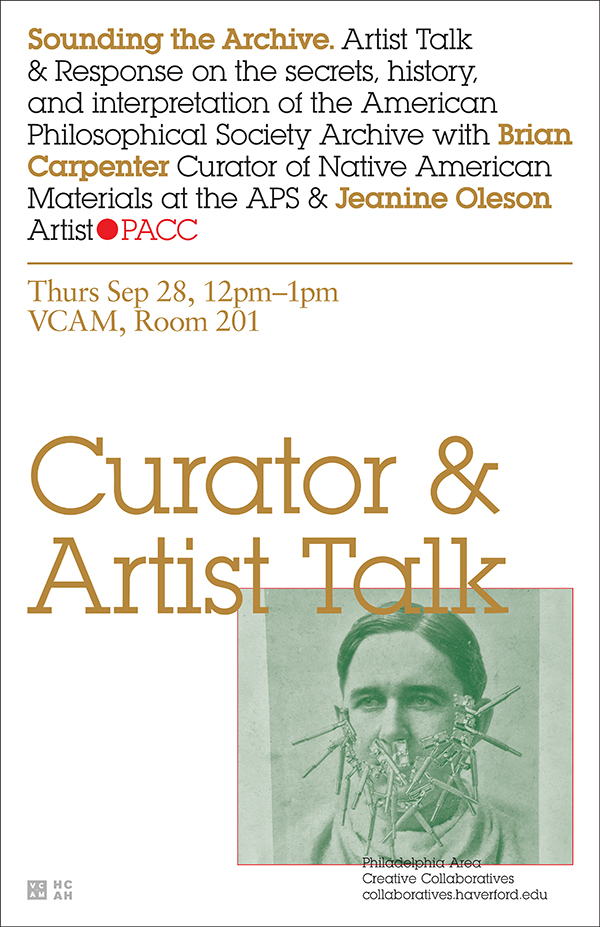 Sounding the Archive. Artist Talk
& Response on the secrets, history,
and interpretation of the American
Philosophical Society Archive with Brian
Carpenter Curator of Native American
Materials at the APS & Jeanine Oleson
Artist●PACC
Thurs Sep 28, 12pm–1pm
VCAM, Room 201
Curator &
Artist Talk
Philadelphia Area
Creative Collaboratives
collaboratives.haverford.edu
VC HC
AM AH